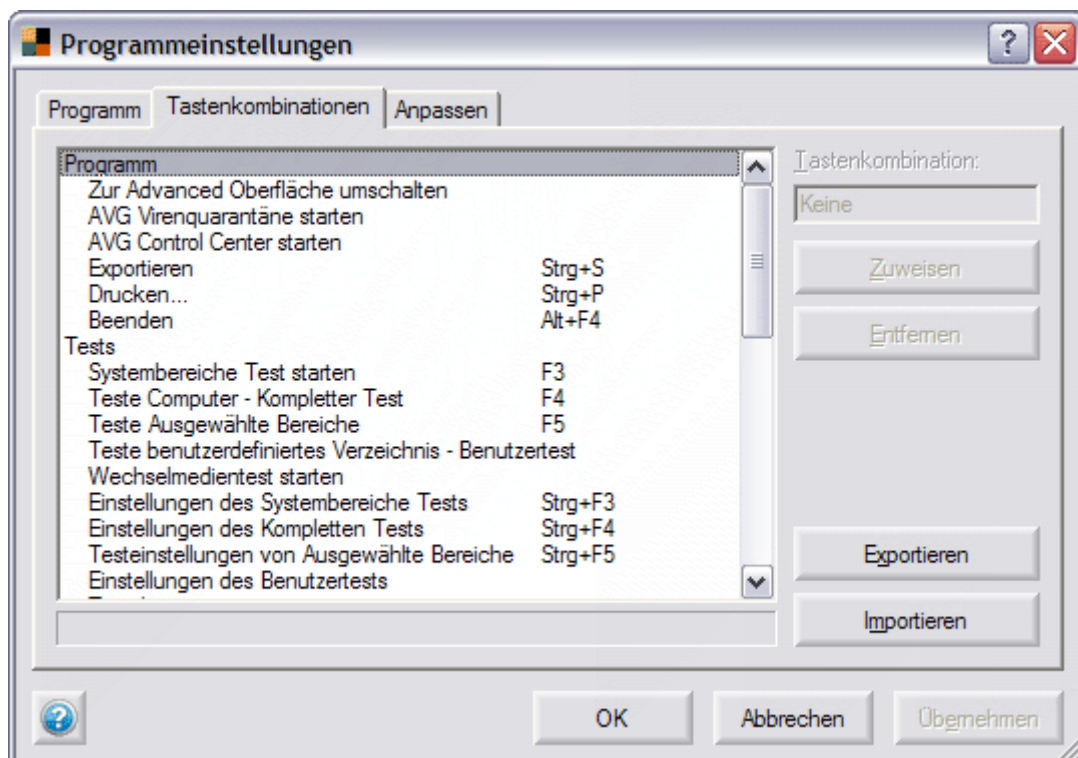 Programmeinstellungen
Programm
Tastenkombinationen
Anpassen
Programm
Zur Advanced Oberfläche umschalten
AVG Virenquarantäne starten
AVG Control Center starten
Exportieren Strg+S
Drucken... Strg+P
Beenden Alt+F4
Tests
Systembereiche Test starten F3
Teste Computer - Kompletter Test F4
Teste Ausgewählte Bereiche F5
Teste benutzerdefiniertes Verzeichnis - Benutzertest
Wechselmedientest starten
Einstellungen des Systembereiche Tests Strg+F3
Einstellungen des Kompletten Tests Strg+F4
Testeinstellungen von Ausgewählte Bereiche Strg+F5
Einstellungen des Benutzertests
Tastenkombination:
Keine
Zuweisen
Entfernen
Exportieren
Importieren
OK
Abbrechen
Übernehmen